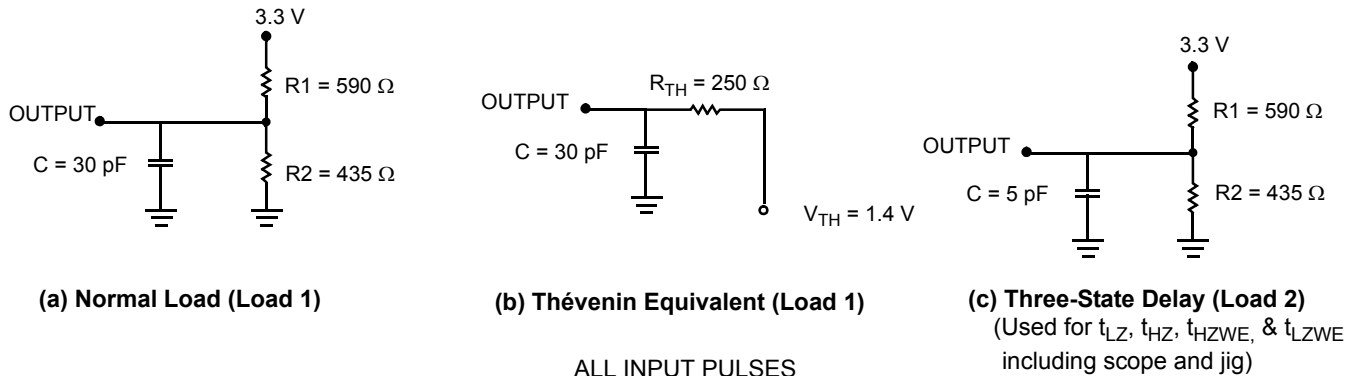 3.3 V
R1 = 590 Ω
OUTPUT
C = 30 pF
R2 = 435 Ω
(a) Normal Load (Load 1)
R_TH = 250 Ω
OUTPUT
C = 30 pF
V_TH = 1.4 V
(b) Thévenin Equivalent (Load 1)
3.3 V
R1 = 590 Ω
OUTPUT
C = 5 pF
R2 = 435 Ω
(c) Three-State Delay (Load 2)
(Used for t_LZ, t_HZ, t_HZWE, & t_LZWE
including scope and jig)
ALL INPUT PULSES